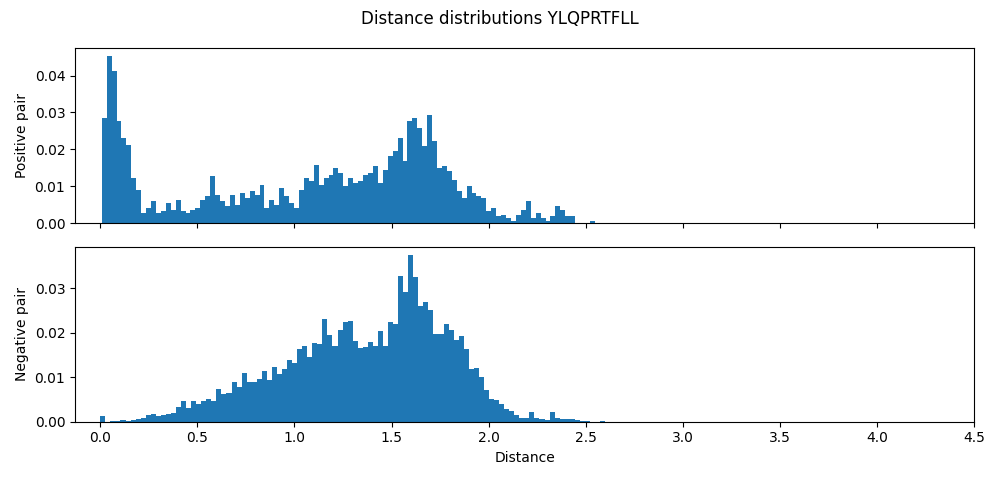 Distance distributions YLQPRTFLL
Positive pair
0.04
0.03
0.02
0.01
0.00
Negative pair
0.03
0.02
0.01
0.00
0.0 0.5 1.0 1.5 2.0 2.5 3.0 3.5 4.0 4.5
Distance